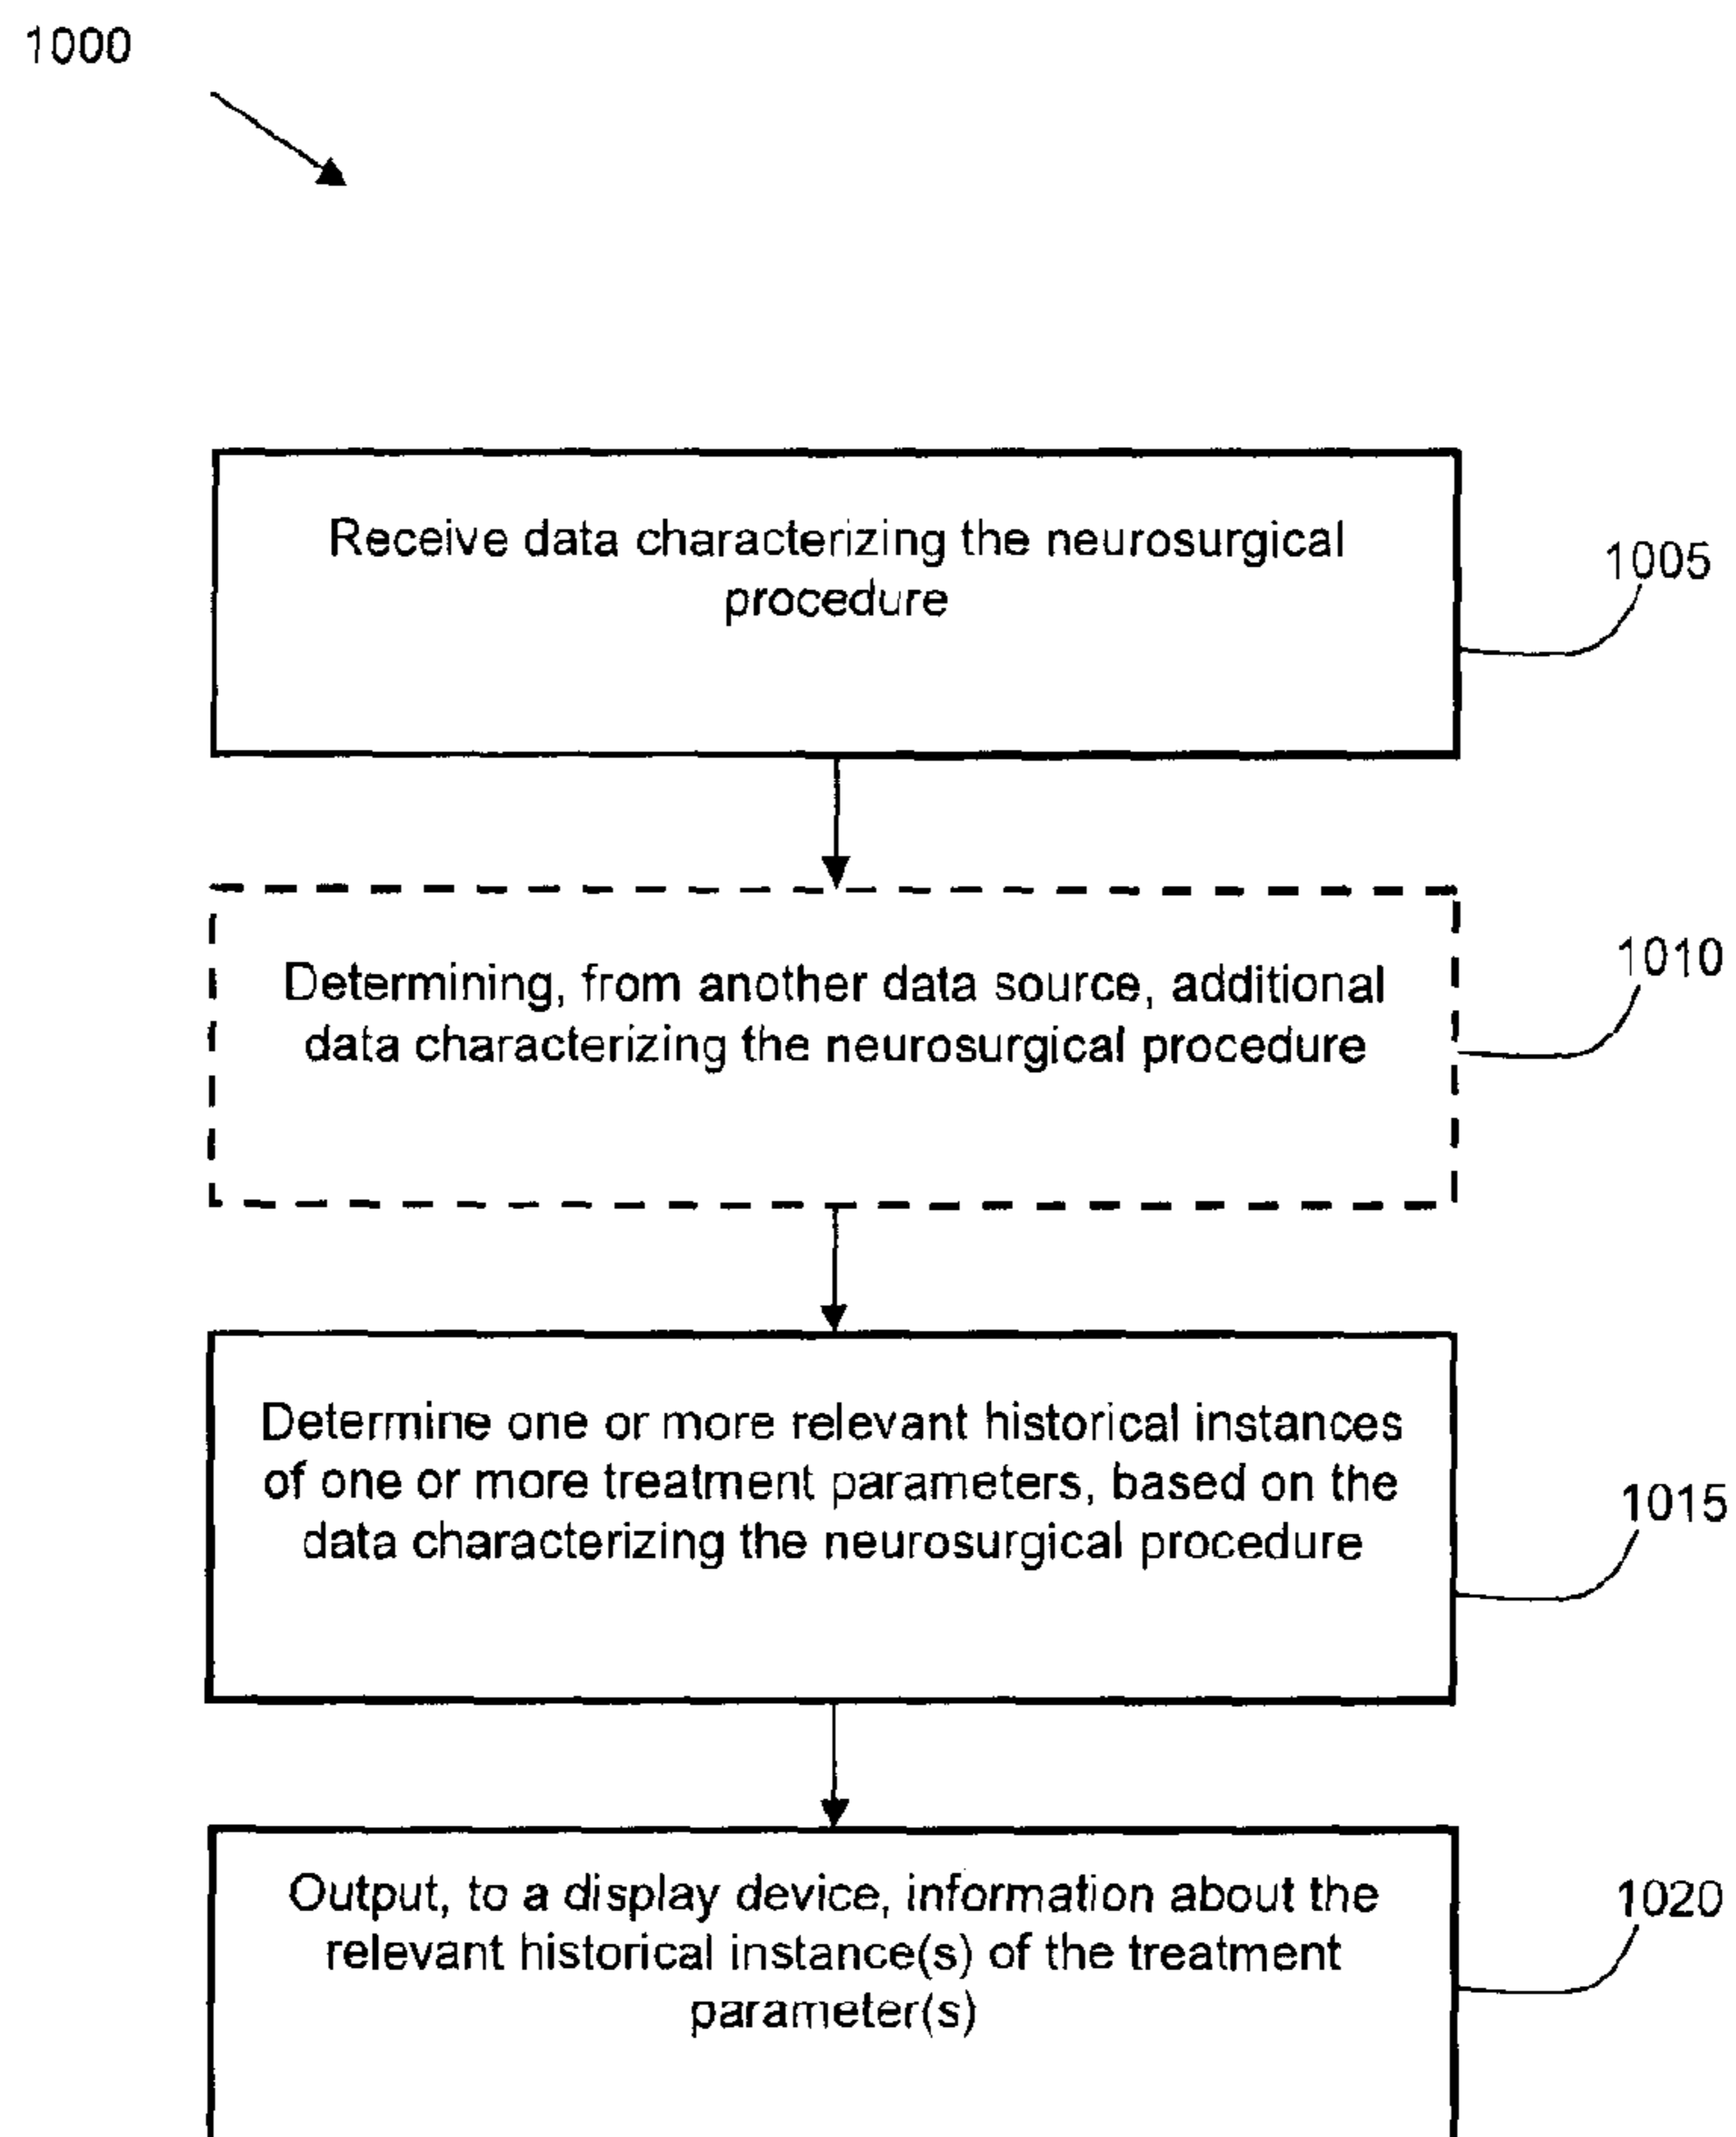 1000
Receive data characterizing the neurosurgical
procedure
1005
Determining, from another data source, additional
data characterizing the neurosurgical procedure
1010
Determine one or more relevant historical instances
of one or more treatment parameters, based on the
data characterizing the neurosurgical procedure
1015
Output, to a display device, information about the
relevant historical instance(s) of the treatment
parameter(s)
1020